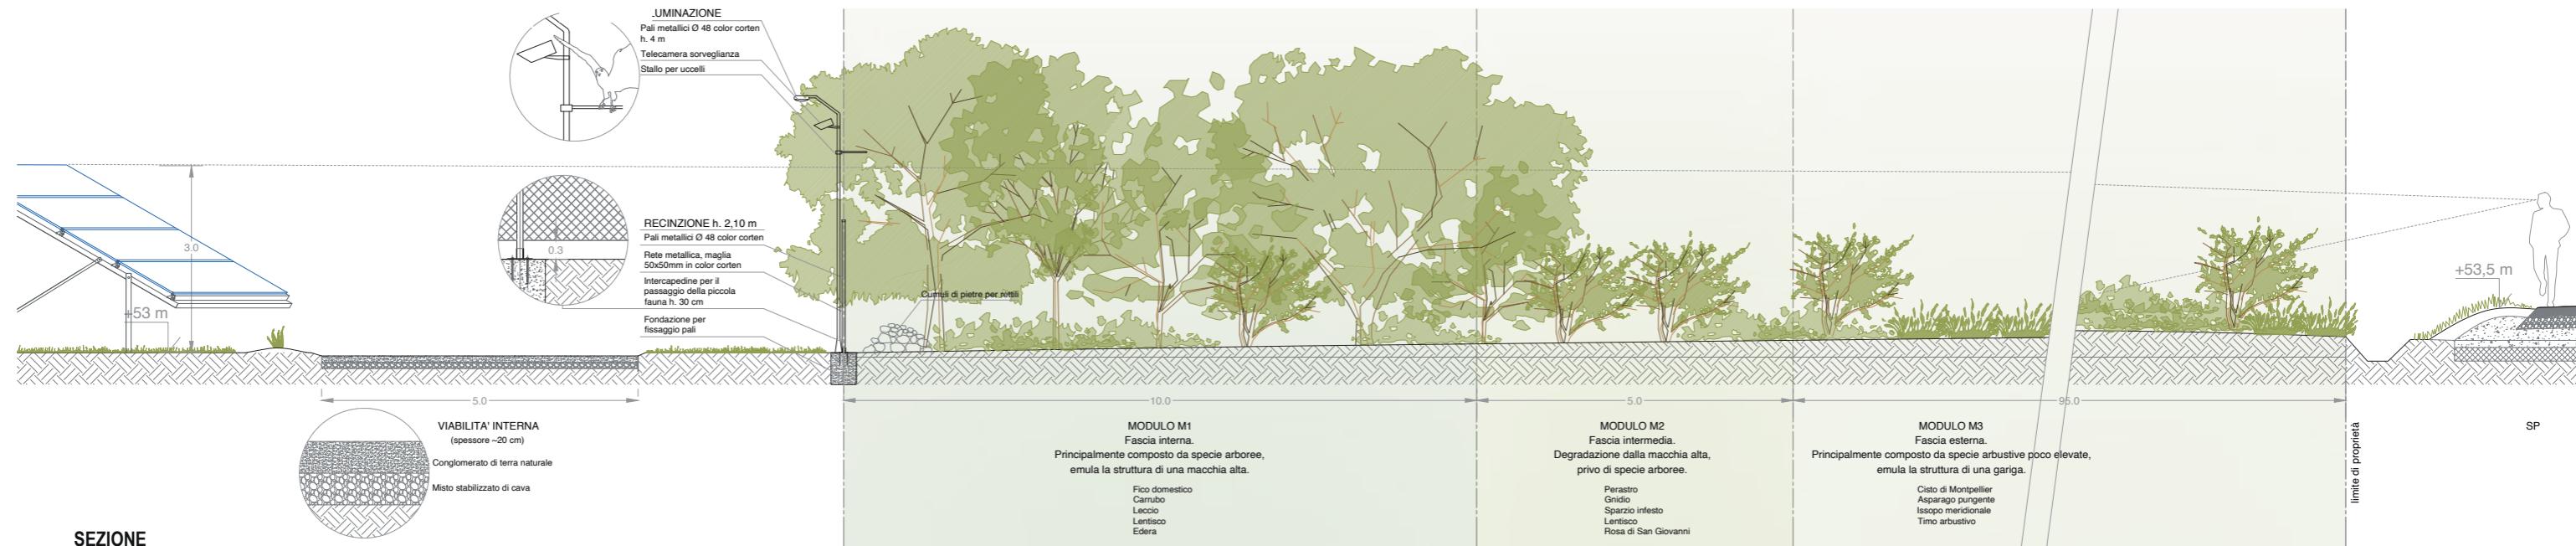 LUMINAZIONE
Pali metallici Ø 48 color corten
h. 4 m
Telecamera sorveglianza
Stallo per uccelli
3.0
+53 m
0.3
RECINZIONE h. 2,10 m
Pali metallici Ø 48 color corten
Rete metallica, maglia
50x50mm in color corten
Intercapedine per il
passaggio della piccola
fauna h. 30 cm
Fondazione per
fissaggio pali
Cumuli di pietre per rettili
+53,5 m
5.0
10.0
5.0
95.0
VIABILITA' INTERNA
(spessore ~20 cm)
Conglomerato di terra naturale
Misto stabilizzato di cava
MODULO M1
Fascia interna.
Principalmente composto da specie arboree,
emula la struttura di una macchia alta.
Fico domestico
Carrubo
Leccio
Lentisco
Edera
MODULO M2
Fascia intermedia.
Degradazione dalla macchia alta,
privo di specie arboree.
Perastro
Gnidio
Sparzio infesto
Lentisco
Rosa di San Giovanni
MODULO M3
Fascia esterna.
Principalmente composto da specie arbustive poco elevate,
emula la struttura di una gariga.
Cisto di Montpellier
Asparago pungente
Issopo meridionale
Timo arbustivo
limite di proprietà
SP
SEZIONE